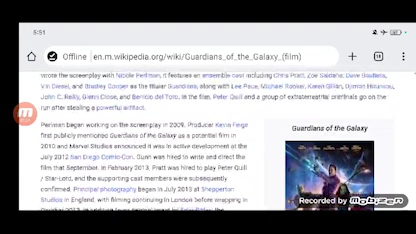 5:51
Offline en.m.wikipedia.org/wiki/Guardians_of_the_Galaxy_(film)
wrote the screenplay with Nicole Perlman, it features an ensemble cast including Chris Pratt, Zoe Saldaña, Dave Bautista,
Vin Diesel, and Bradley Cooper as the titular Guardians, along with Lee Pace, Michael Rooker, Karen Gillan, Djimon Hounsou,
John C. Reilly, Glenn Close, and Benicio del Toro. In the film, Peter Quill and a group of extraterrestrial criminals go on the
run after stealing a powerful artifact.
Perlman began working on the screenplay in 2009. Producer Kevin Feige
first publicly mentioned Guardians of the Galaxy as a potential film in
2010 and Marvel Studios announced it was in active development at the
July 2012 San Diego Comic-Con. Gunn was hired to write and direct the
film that September. In February 2013, Pratt was hired to play Peter Quill
/ Star-Lord, and the supporting cast members were subsequently
confirmed. Principal photography began in July 2013 at Shepperton
Studios in England, with filming continuing in London before wrapping in
Guardians of the Galaxy
Recorded by
Mobizen